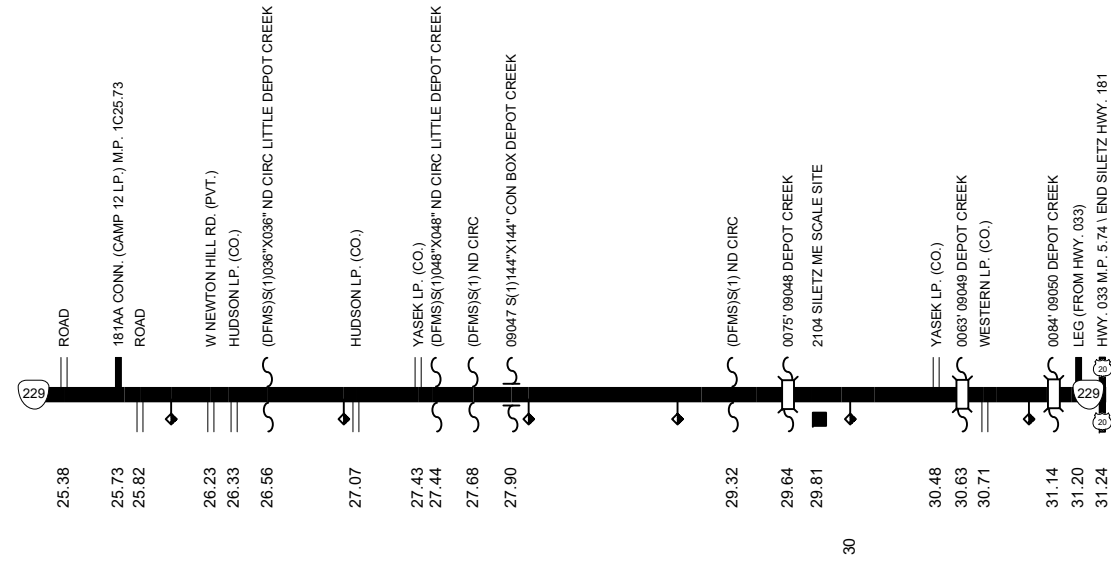 ROAD
181AA CONN. (CAMP 12 LP.) M.P. 1C25.73
ROAD
W NEWTON HILL RD. (PVT.)
HUDSON LP. (CO.)
(DFMS)S(1)036"X036" ND CIRC LITTLE DEPOT CREEK
HUDSON LP. (CO.)
YASEK LP. (CO.)
(DFMS)S(1)048"X048" ND CIRC LITTLE DEPOT CREEK
(DFMS)S(1) ND CIRC
09047 S(1)144"X144" CON BOX DEPOT CREEK
(DFMS)S(1) ND CIRC
0075' 09048 DEPOT CREEK
2104 SILETZ ME SCALE SITE
YASEK LP. (CO.)
0063' 09049 DEPOT CREEK
WESTERN LP. (CO.)
0084' 09050 DEPOT CREEK
LEG (FROM HWY. 033)
HWY. 033 M.P. 5.74 \ END SILETZ HWY. 181
229
229
20
20
25.38
25.73
25.82
26.23
26.33
26.56
27.07
27.43
27.44
27.68
27.90
29.32
29.64
29.81
30.48
30.63
30.71
31.14
31.20
31.24
30